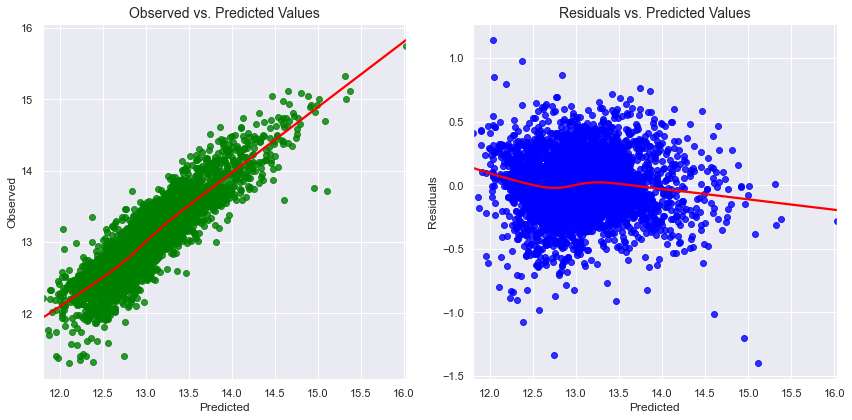 Observed vs. Predicted Values
Observed
16
15
14
13
12
12.0 12.5 13.0 13.5 14.0 14.5 15.0 15.5 16.0
Predicted
Residuals vs. Predicted Values
Residuals
1.0
0.5
0.0
−0.5
−1.0
−1.5
12.0 12.5 13.0 13.5 14.0 14.5 15.0 15.5 16.0
Predicted